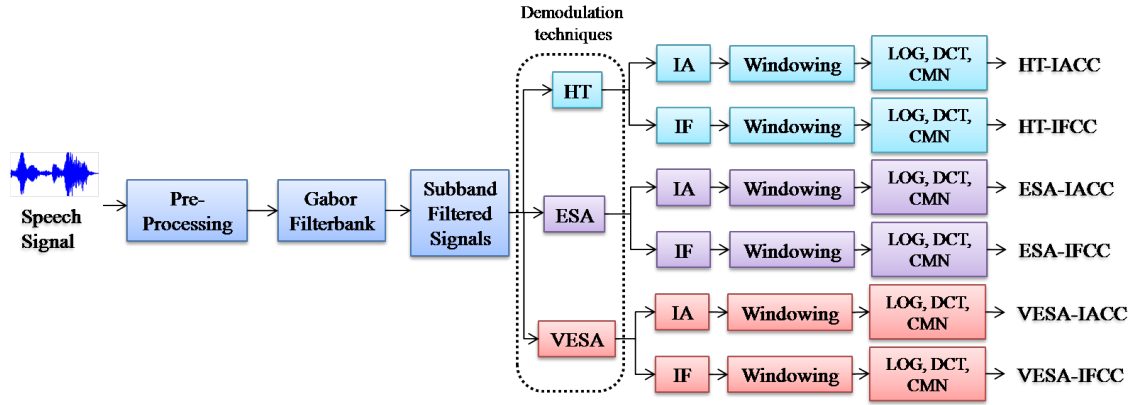 Demodulation
techniques
Speech
Signal
Pre-
Processing
Gabor
Filterbank
Subband
Filtered
Signals
HT
ESA
VESA
IA
Windowing
LOG, DCT,
CMN
HT-IACC
IF
Windowing
LOG, DCT,
CMN
HT-IFCC
IA
Windowing
LOG, DCT,
CMN
ESA-IACC
IF
Windowing
LOG, DCT,
CMN
ESA-IFCC
IA
Windowing
LOG, DCT,
CMN
VESA-IACC
IF
Windowing
LOG, DCT,
CMN
VESA-IFCC